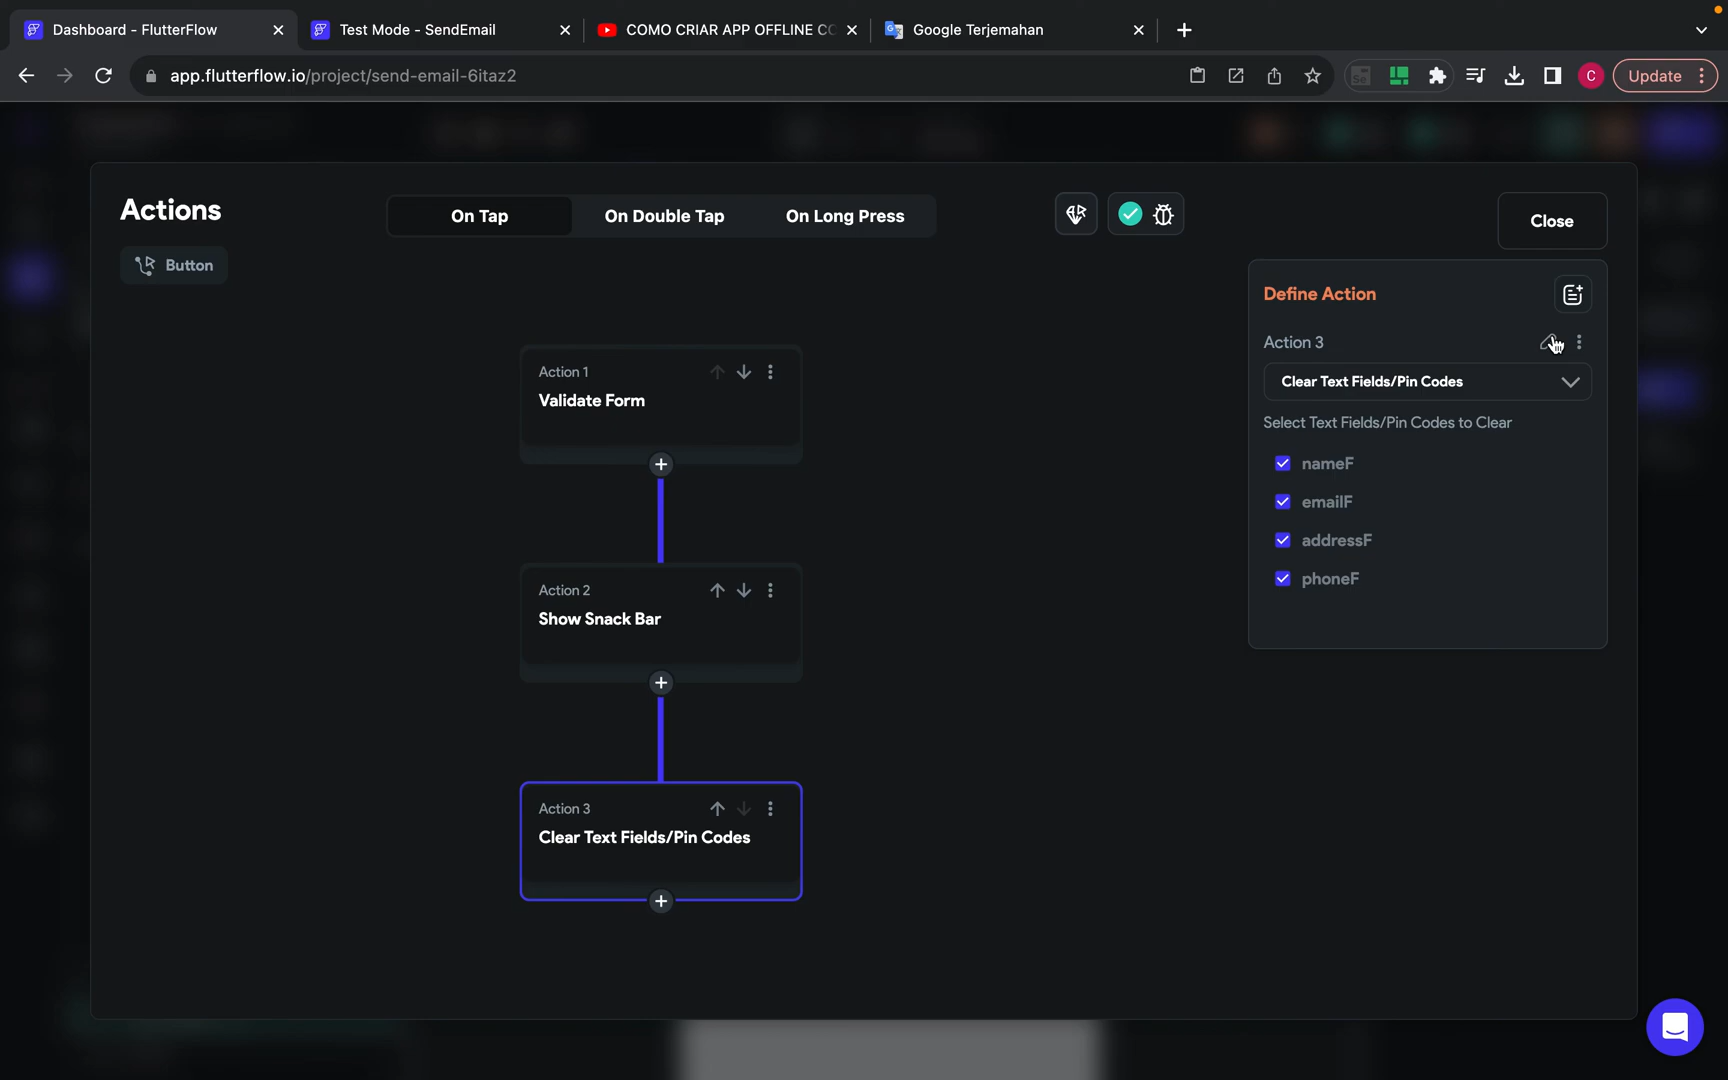 Dashboard - FlutterFlow
Test Mode - SendEmail
COMO CRIAR APP OFFLINE CO
Google Terjemahan
app.flutterflow.io/project/send-email-6itaz2
Se
C
Update
Actions
On Tap
On Double Tap
On Long Press
Close
Button
Define Action
Action 3
Clear Text Fields/Pin Codes
Select Text Fields/Pin Codes to Clear
nameF
emailF
addressF
phoneF
Action 1
Validate Form
Action 2
Show Snack Bar
Action 3
Clear Text Fields/Pin Codes